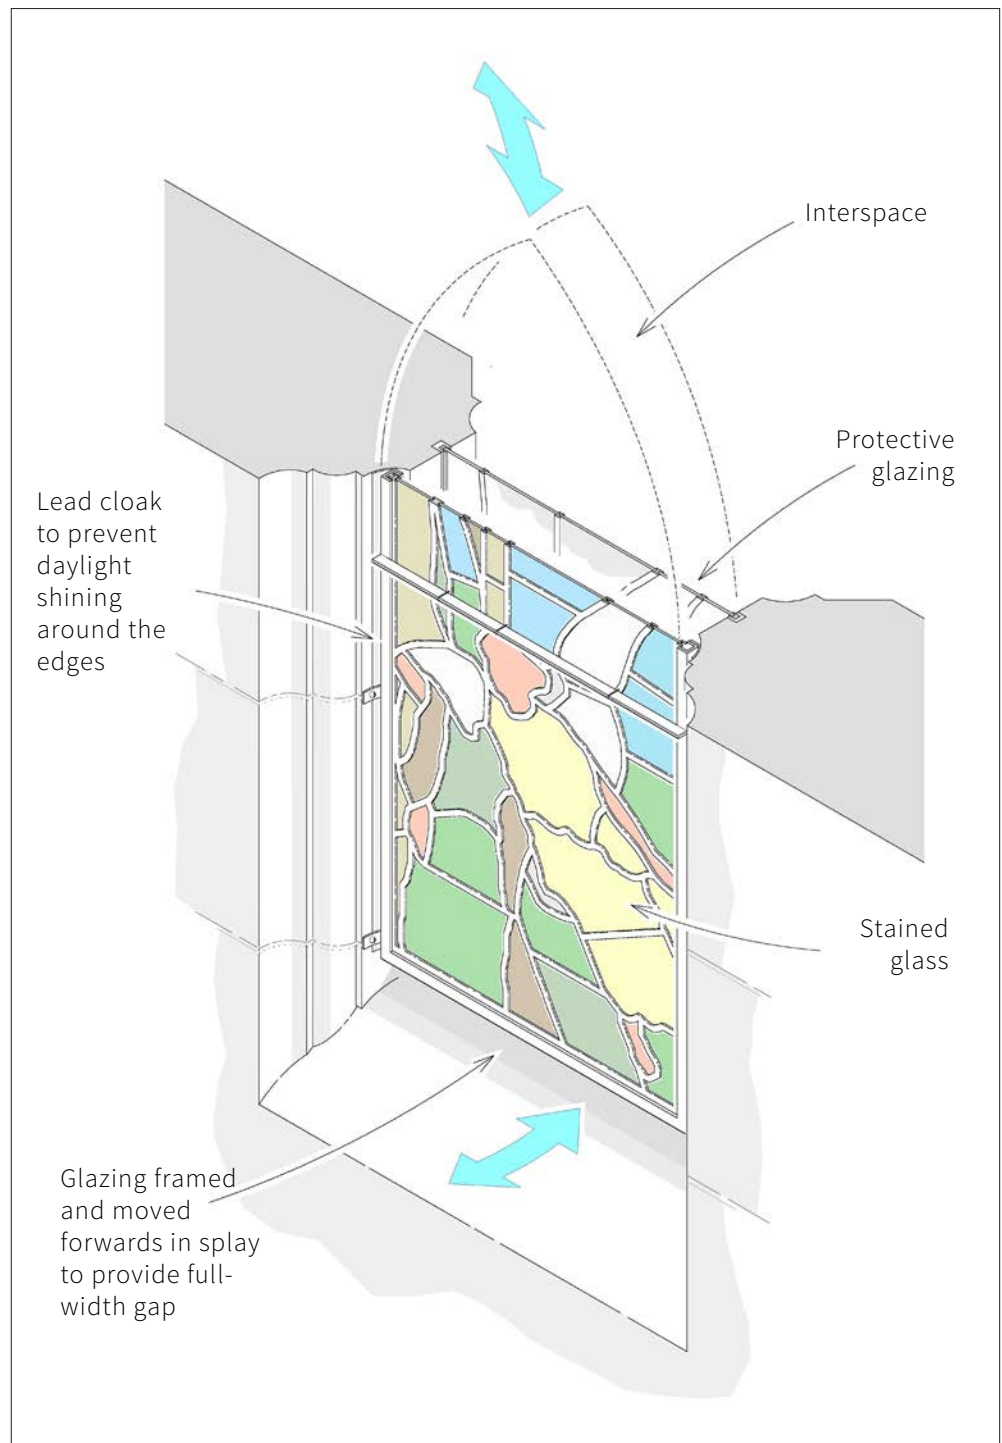 Interspace
Protective
glazing
Lead cloak
to prevent
daylight
shining
around the
edges
Stained
glass
Glazing framed
and moved
forwards in splay
to provide full-
width gap